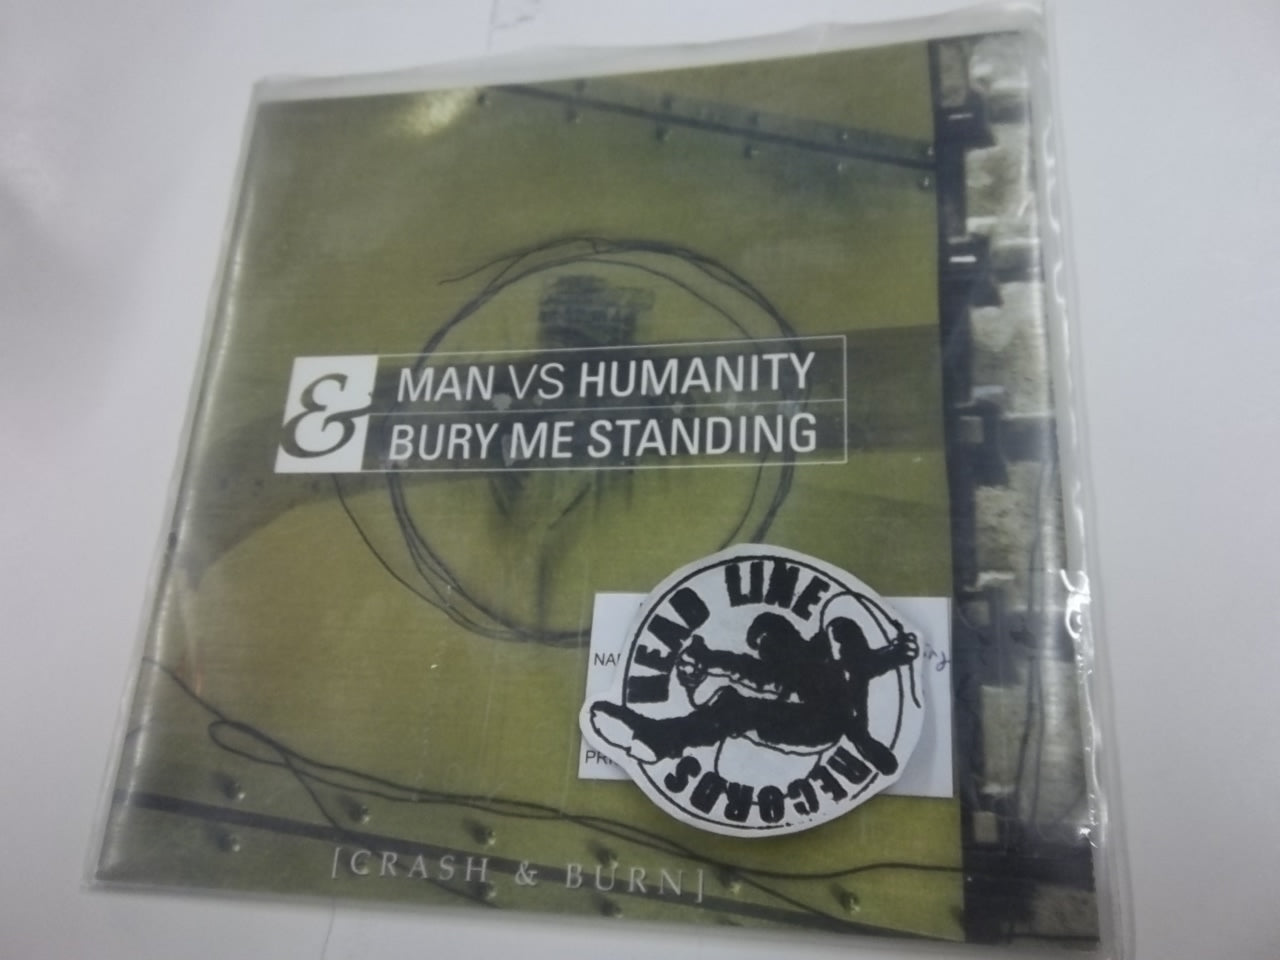 &
MAN VS HUMANITY
BURY ME STANDING
HEAD LINE
RECORDS
[CRASH & BURN]